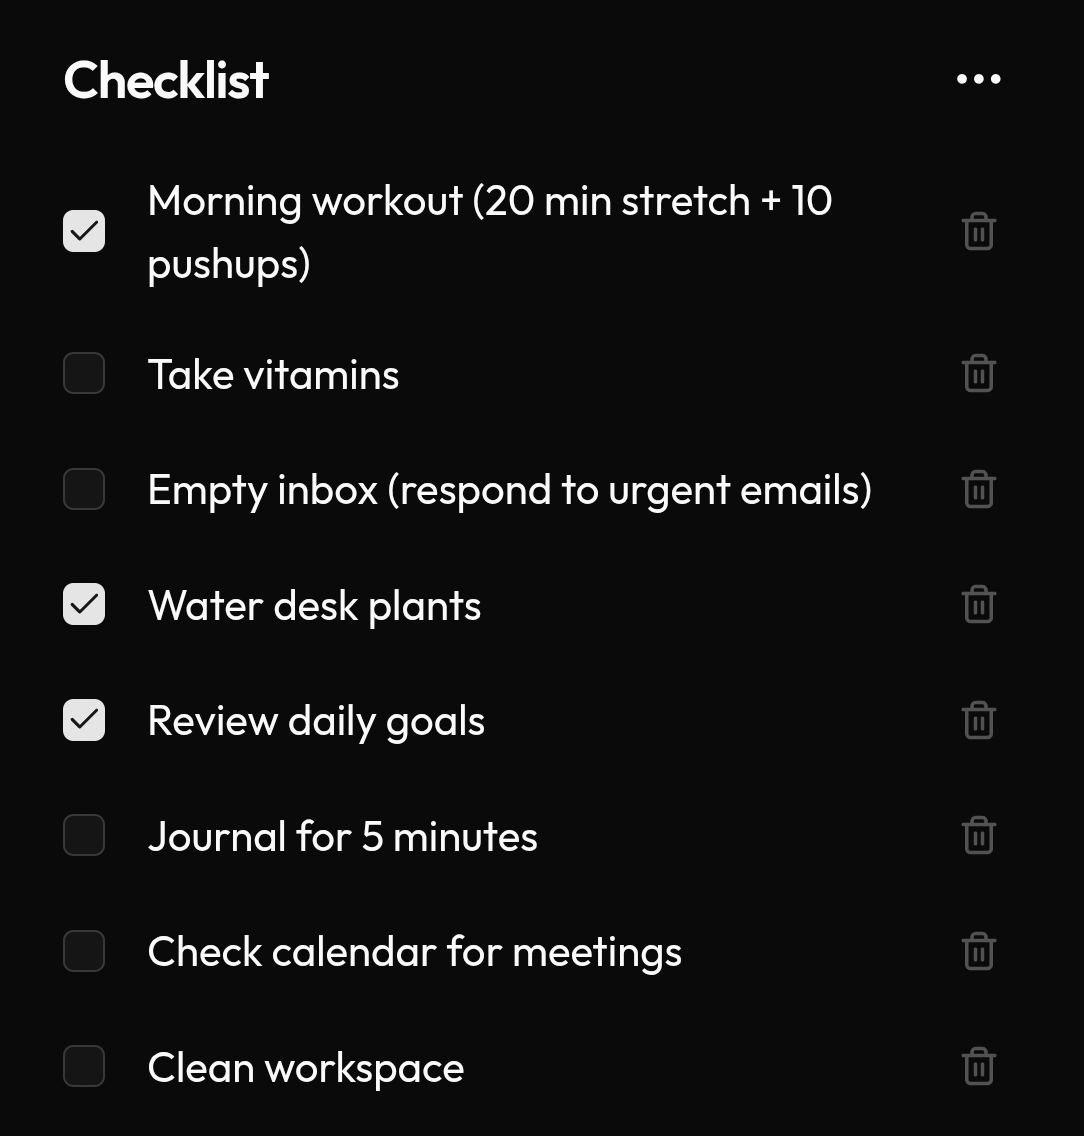 Checklist
Morning workout (20 min stretch + 10
pushups)
Take vitamins
Empty inbox (respond to urgent emails)
Water desk plants
Review daily goals
Journal for 5 minutes
Check calendar for meetings
Clean workspace